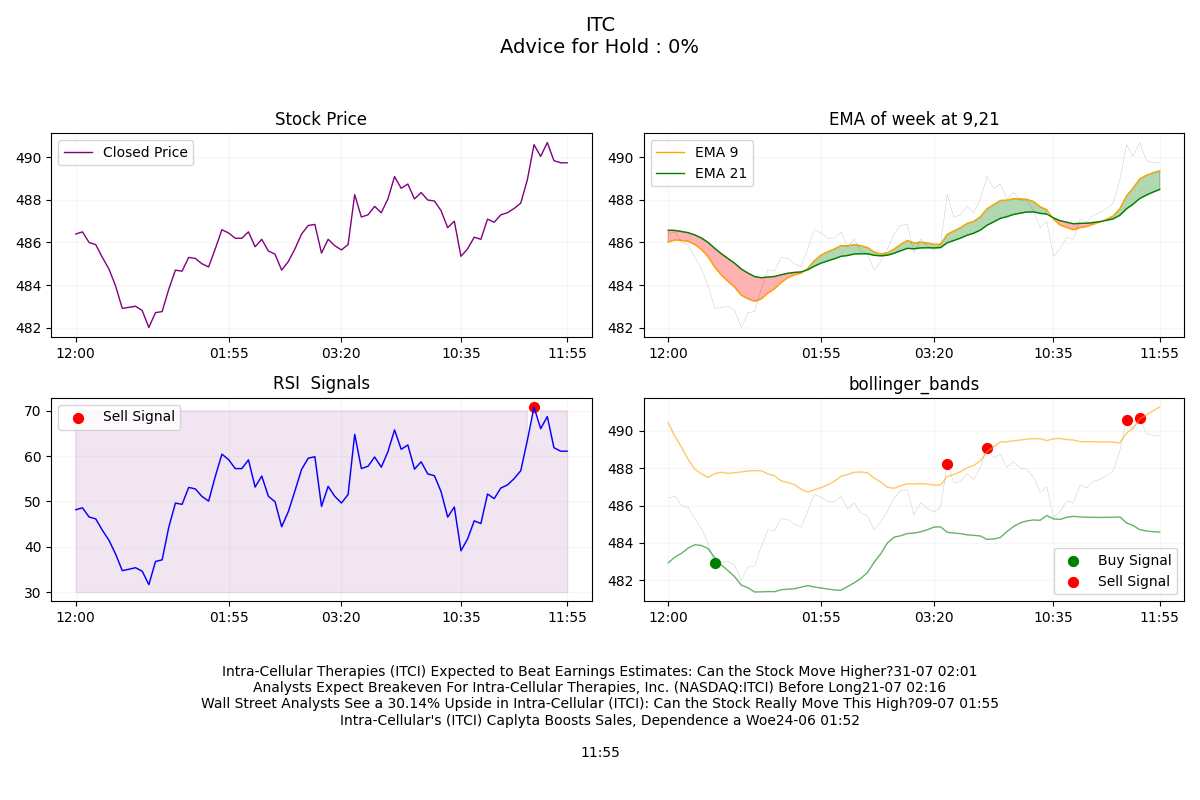 ITC
Advice for Hold : 0%
Stock Price
490
488
486
484
482
Closed Price
12:00 01:55 03:20 10:35 11:55
EMA of week at 9,21
490
488
486
484
482
EMA 9
EMA 21
12:00 01:55 03:20 10:35 11:55
RSI  Signals
70
60
50
40
30
Sell Signal
12:00 01:55 03:20 10:35 11:55
bollinger_bands
490
488
486
484
482
Buy Signal
Sell Signal
12:00 01:55 03:20 10:35 11:55
Intra-Cellular Therapies (ITCI) Expected to Beat Earnings Estimates: Can the Stock Move Higher?31-07 02:01
Analysts Expect Breakeven For Intra-Cellular Therapies, Inc. (NASDAQ:ITCI) Before Long21-07 02:16
Wall Street Analysts See a 30.14% Upside in Intra-Cellular (ITCI): Can the Stock Really Move This High?09-07 01:55
Intra-Cellular's (ITCI) Caplyta Boosts Sales, Dependence a Woe24-06 01:52
11:55